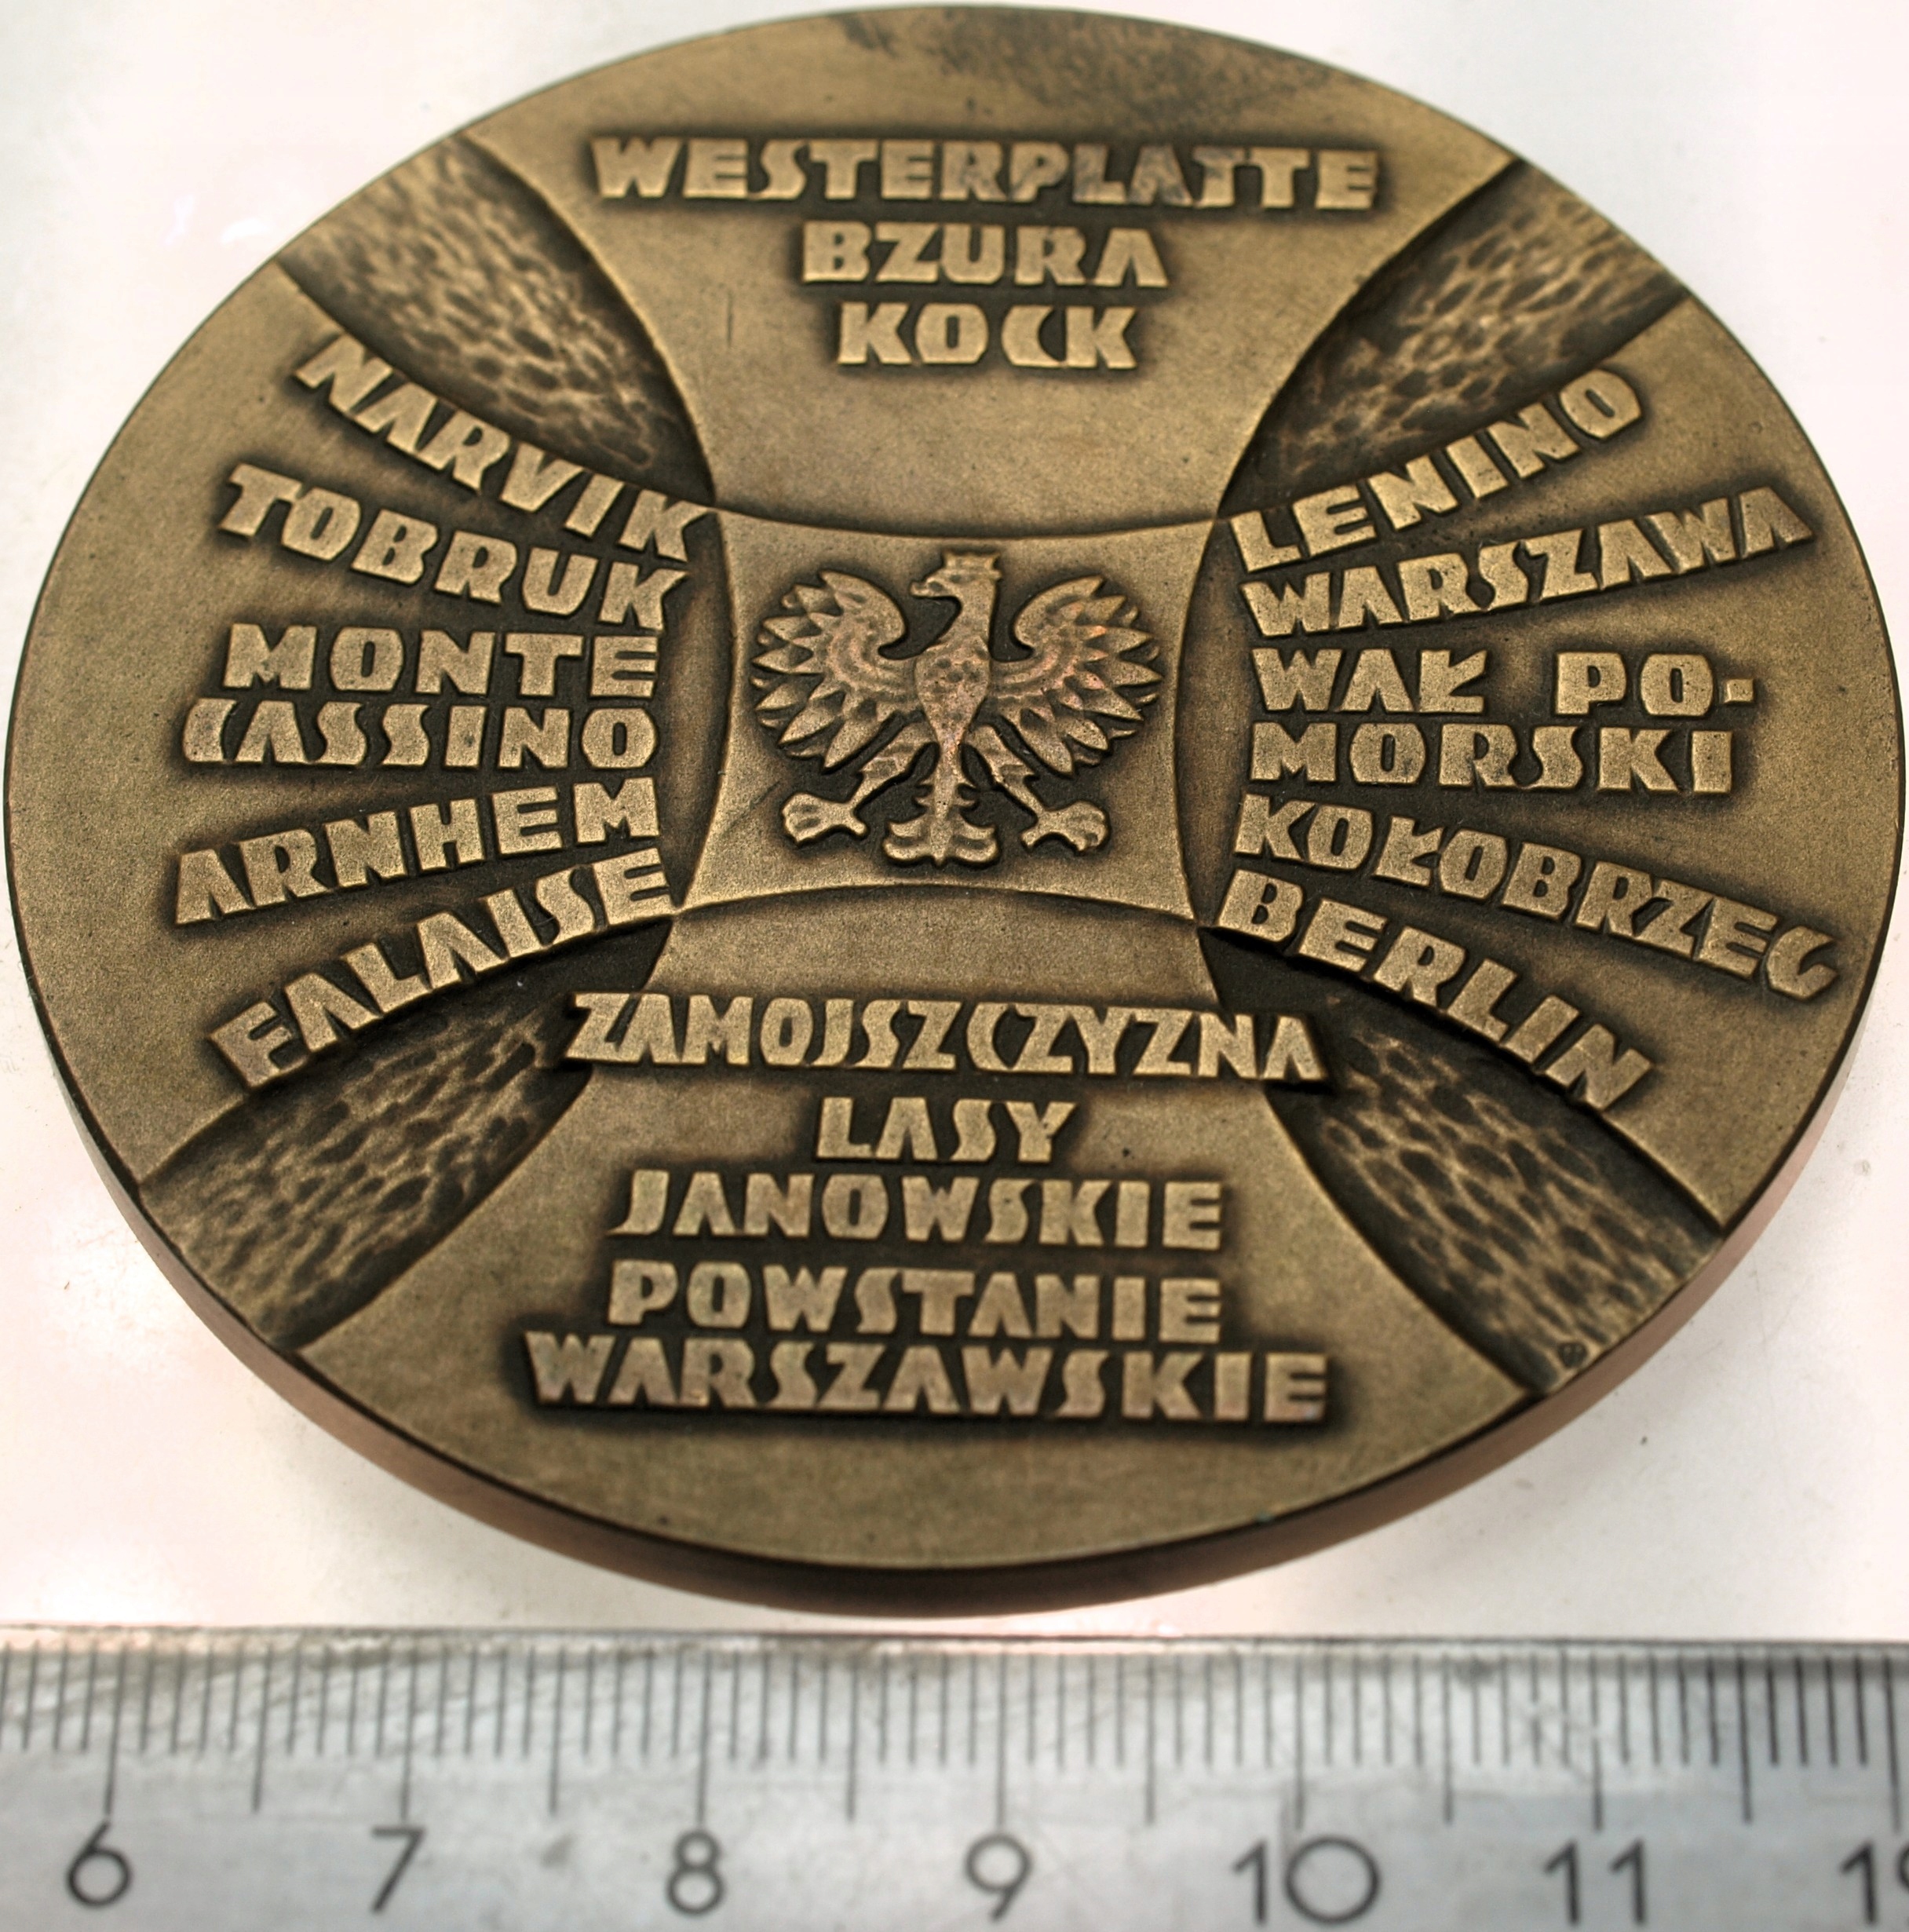 WESTERPLATTE
BZURA
KOCK
NARVIK
TOBRUK
MONTE
CASSINO
ARNHEM
FALAISE
LENINO
WARSZAWA
WAŁ PO-
MORSKI
KOŁOBRZEG
BERLIN
ZAMOJSZCZYZNA
LASY
JANOWSKIE
POWSTANIE
WARSZAWSKIE
6 7 8 9 10 11